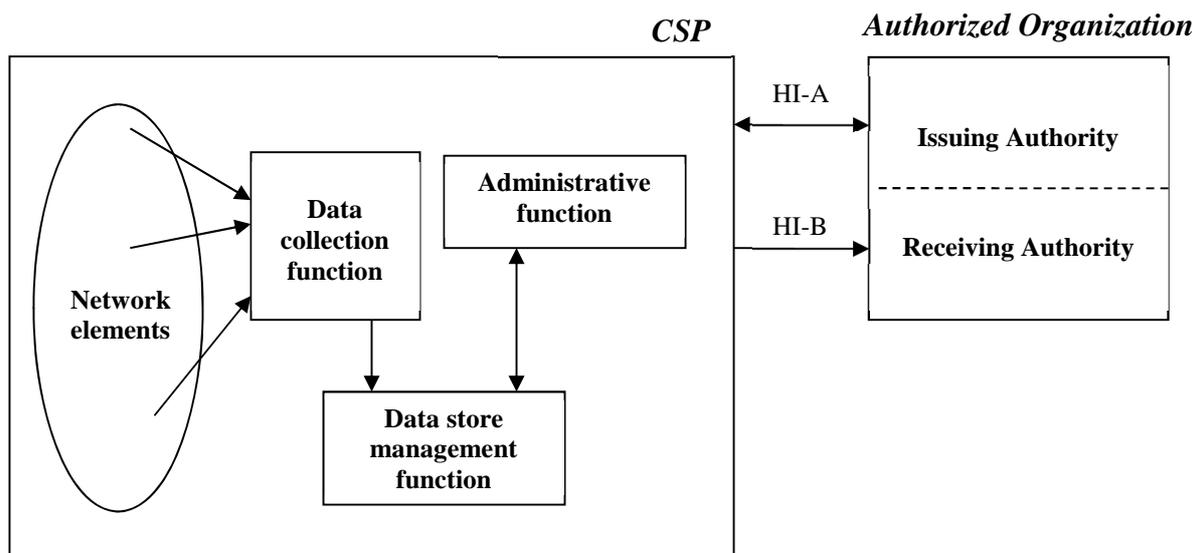 CSP
Authorized Organization
Network
elements
Data
collection
function
Administrative
function
Data store
management
function
HI-A
HI-B
Issuing Authority
Receiving Authority